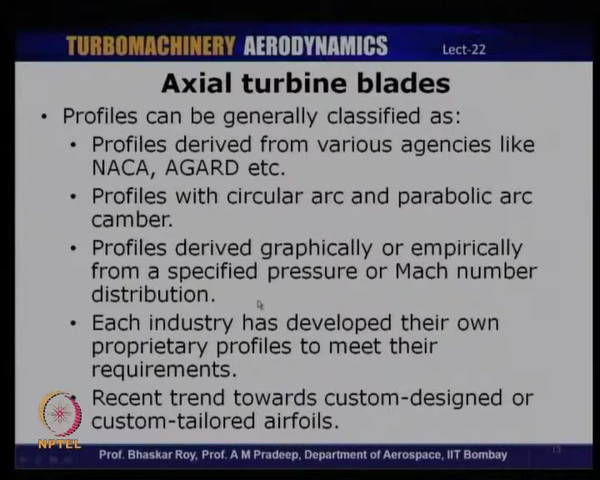 TURBOMACHINERY AERODYNAMICS Lect-22
Axial turbine blades
• Profiles can be generally classified as:
• Profiles derived from various agencies like
NACA, AGARD etc.
• Profiles with circular arc and parabolic arc
camber.
• Profiles derived graphically or empirically
from a specified pressure or Mach number
distribution.
• Each industry has developed their own
proprietary profiles to meet their
requirements.
• Recent trend towards custom-designed or
custom-tailored airfoils.
NPTEL
Prof. Bhaskar Roy, Prof. A M Pradeep, Department of Aerospace, IIT Bombay